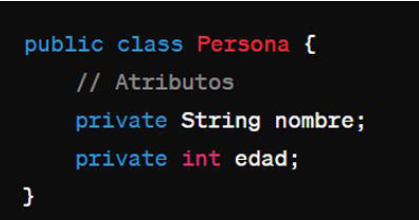 public class Persona {
// Atributos
private String nombre;
private int edad;
}